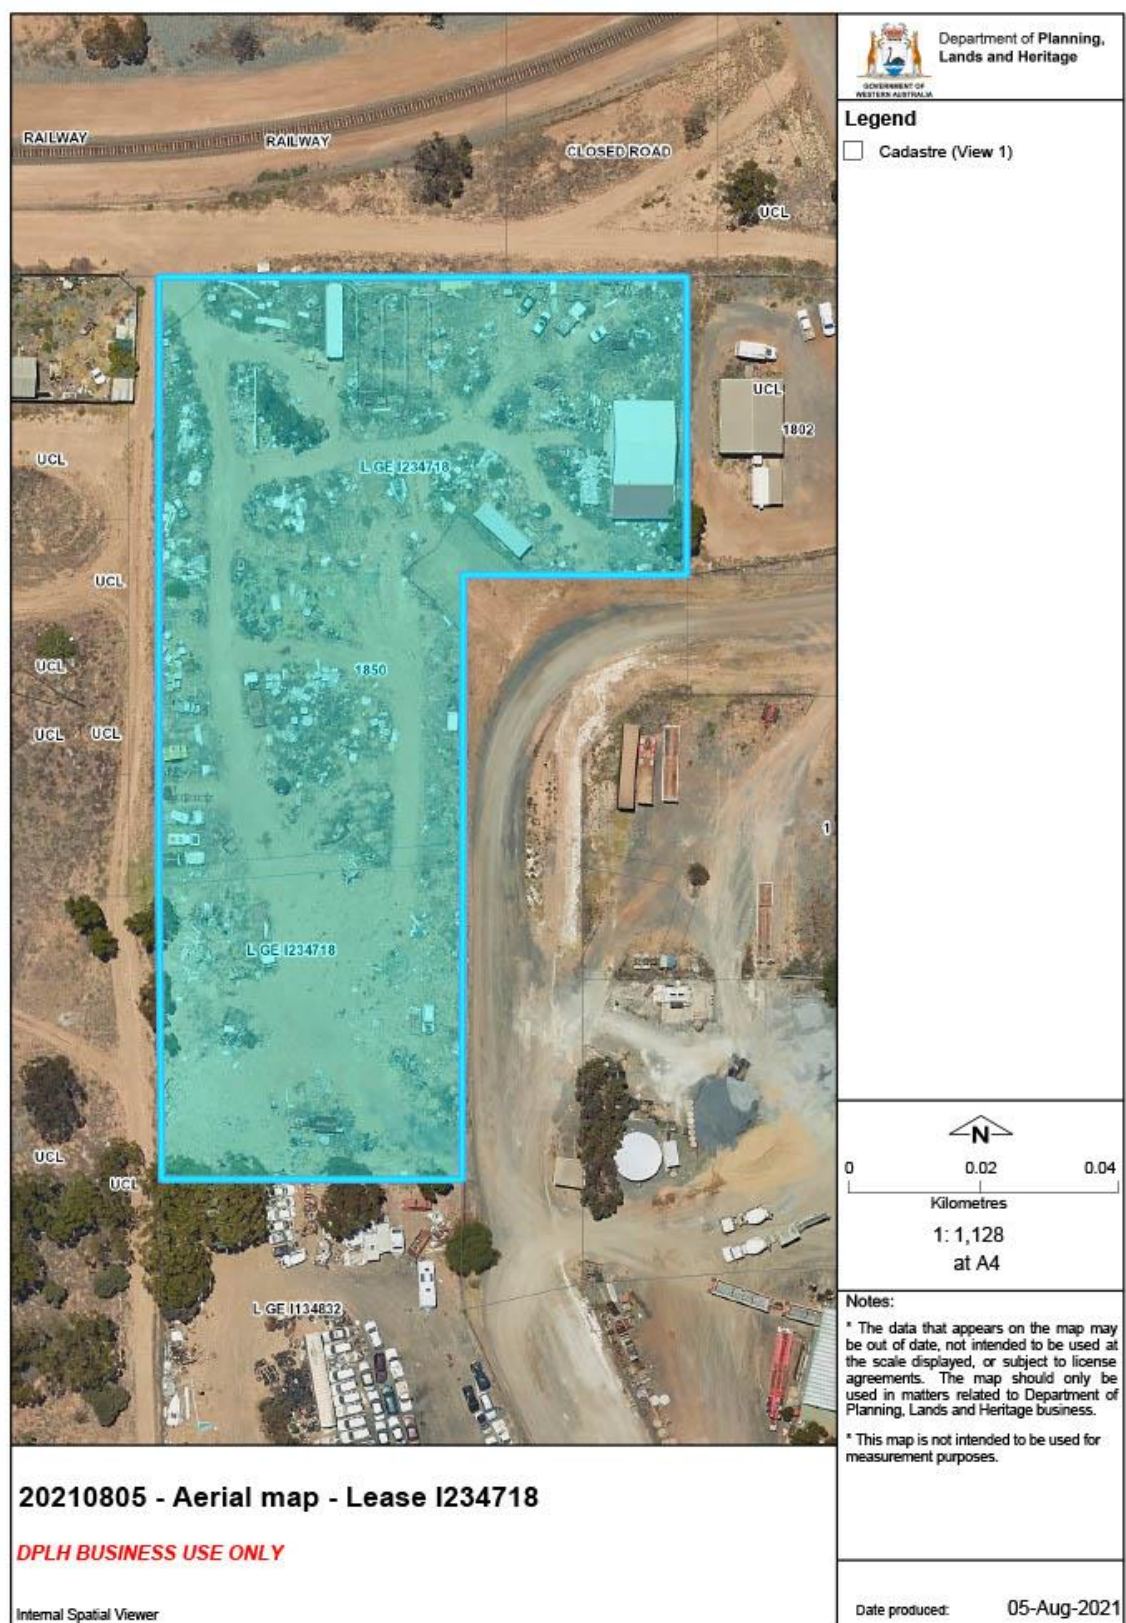 Department of Planning,
Lands and Heritage
GOVERNMENT OF
WESTERN AUSTRALIA
Legend
Cadastre (View 1)
RAILWAY
RAILWAY
CLOSED ROAD
UCL
UCL
1802
UCL
L GE I234718
UCL
UCL
1850
UCL
UCL
1
L GE I234718
UCL
UCL
L GE I134832
N
0 0.02 0.04
Kilometres
1: 1,128
at A4
Notes:
* The data that appears on the map may
be out of date, not intended to be used at
the scale displayed, or subject to license
agreements. The map should only be
used in matters related to Department of
Planning, Lands and Heritage business.
* This map is not intended to be used for
measurement purposes.
20210805 - Aerial map - Lease I234718
DPLH BUSINESS USE ONLY
Internal Spatial Viewer
Date produced: 05-Aug-2021